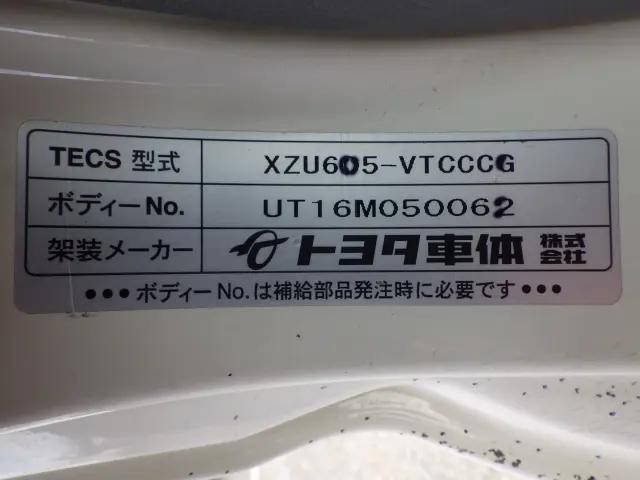 TECS 型式 XZU605-VTCCCG
ボディーNo. UT16M050062
架装メーカー トヨタ車体 株式会社
•••ボディーNo.は補給部品発注時に必要です•••